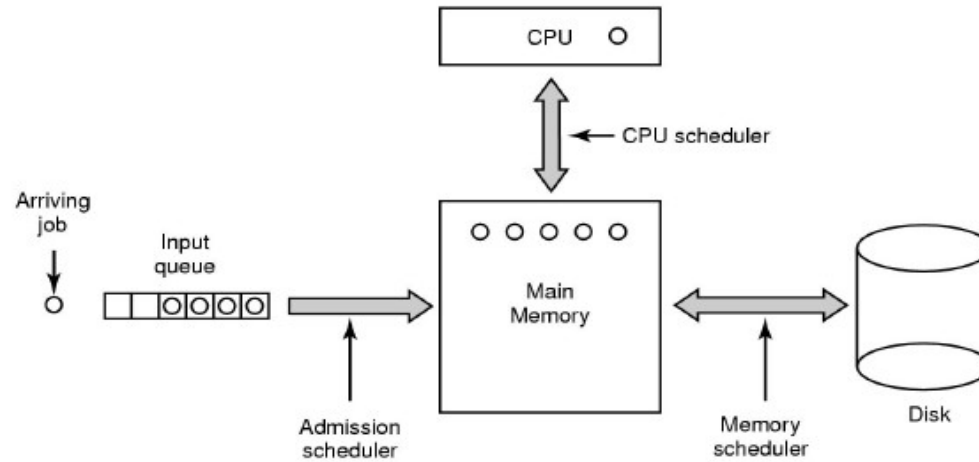 CPU
CPU scheduler
Arriving
job
Input
queue
Main
Memory
Admission
scheduler
Memory
scheduler
Disk